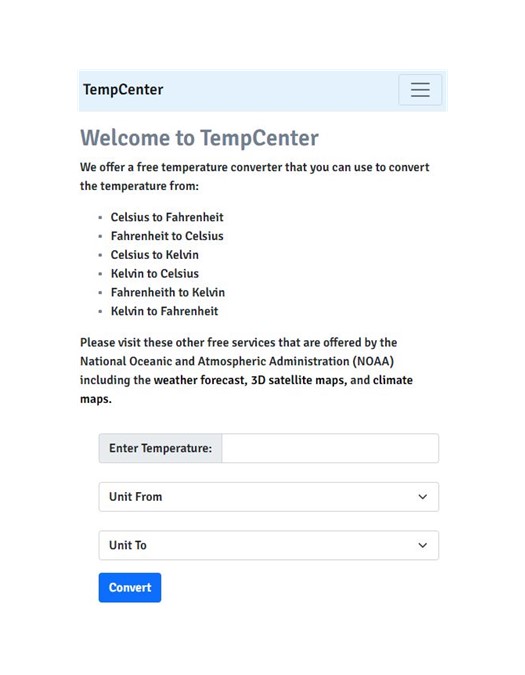 TempCenter
Welcome to TempCenter
We offer a free temperature converter that you can use to convert
the temperature from:
Celsius to Fahrenheit
Fahrenheit to Celsius
Celsius to Kelvin
Kelvin to Celsius
Fahrenheith to Kelvin
Kelvin to Fahrenheit
Please visit these other free services that are offered by the
National Oceanic and Atmospheric Administration (NOAA)
including the weather forecast, 3D satellite maps, and climate
maps.
Enter Temperature:
Unit From
Unit To
Convert